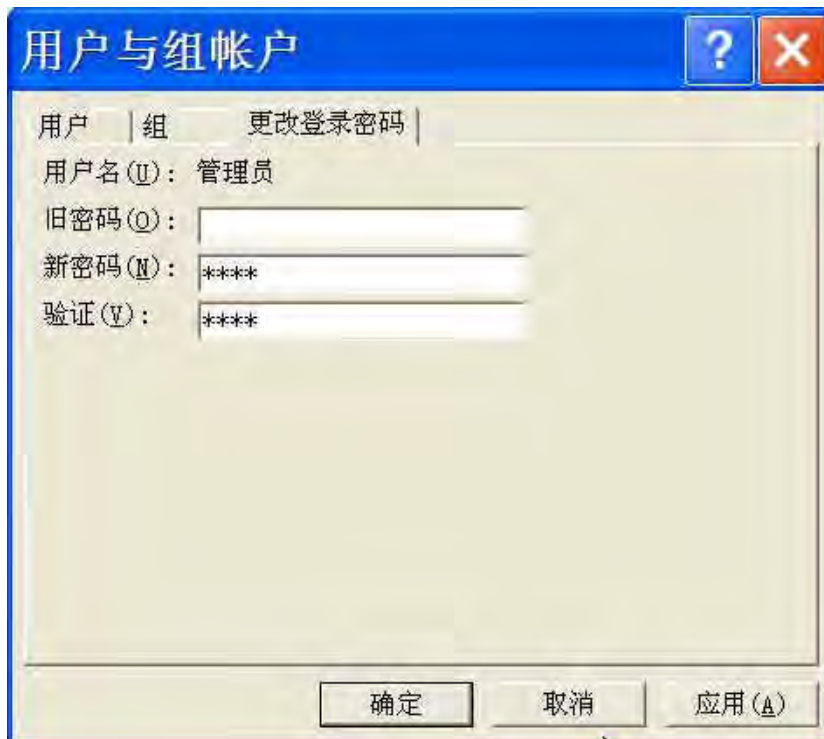 用户与组帐户
用户 组 更改登录密码
用户名(U): 管理员
旧密码(O):
新密码(N): ****
验证(V): ****
确定 取消 应用(A)